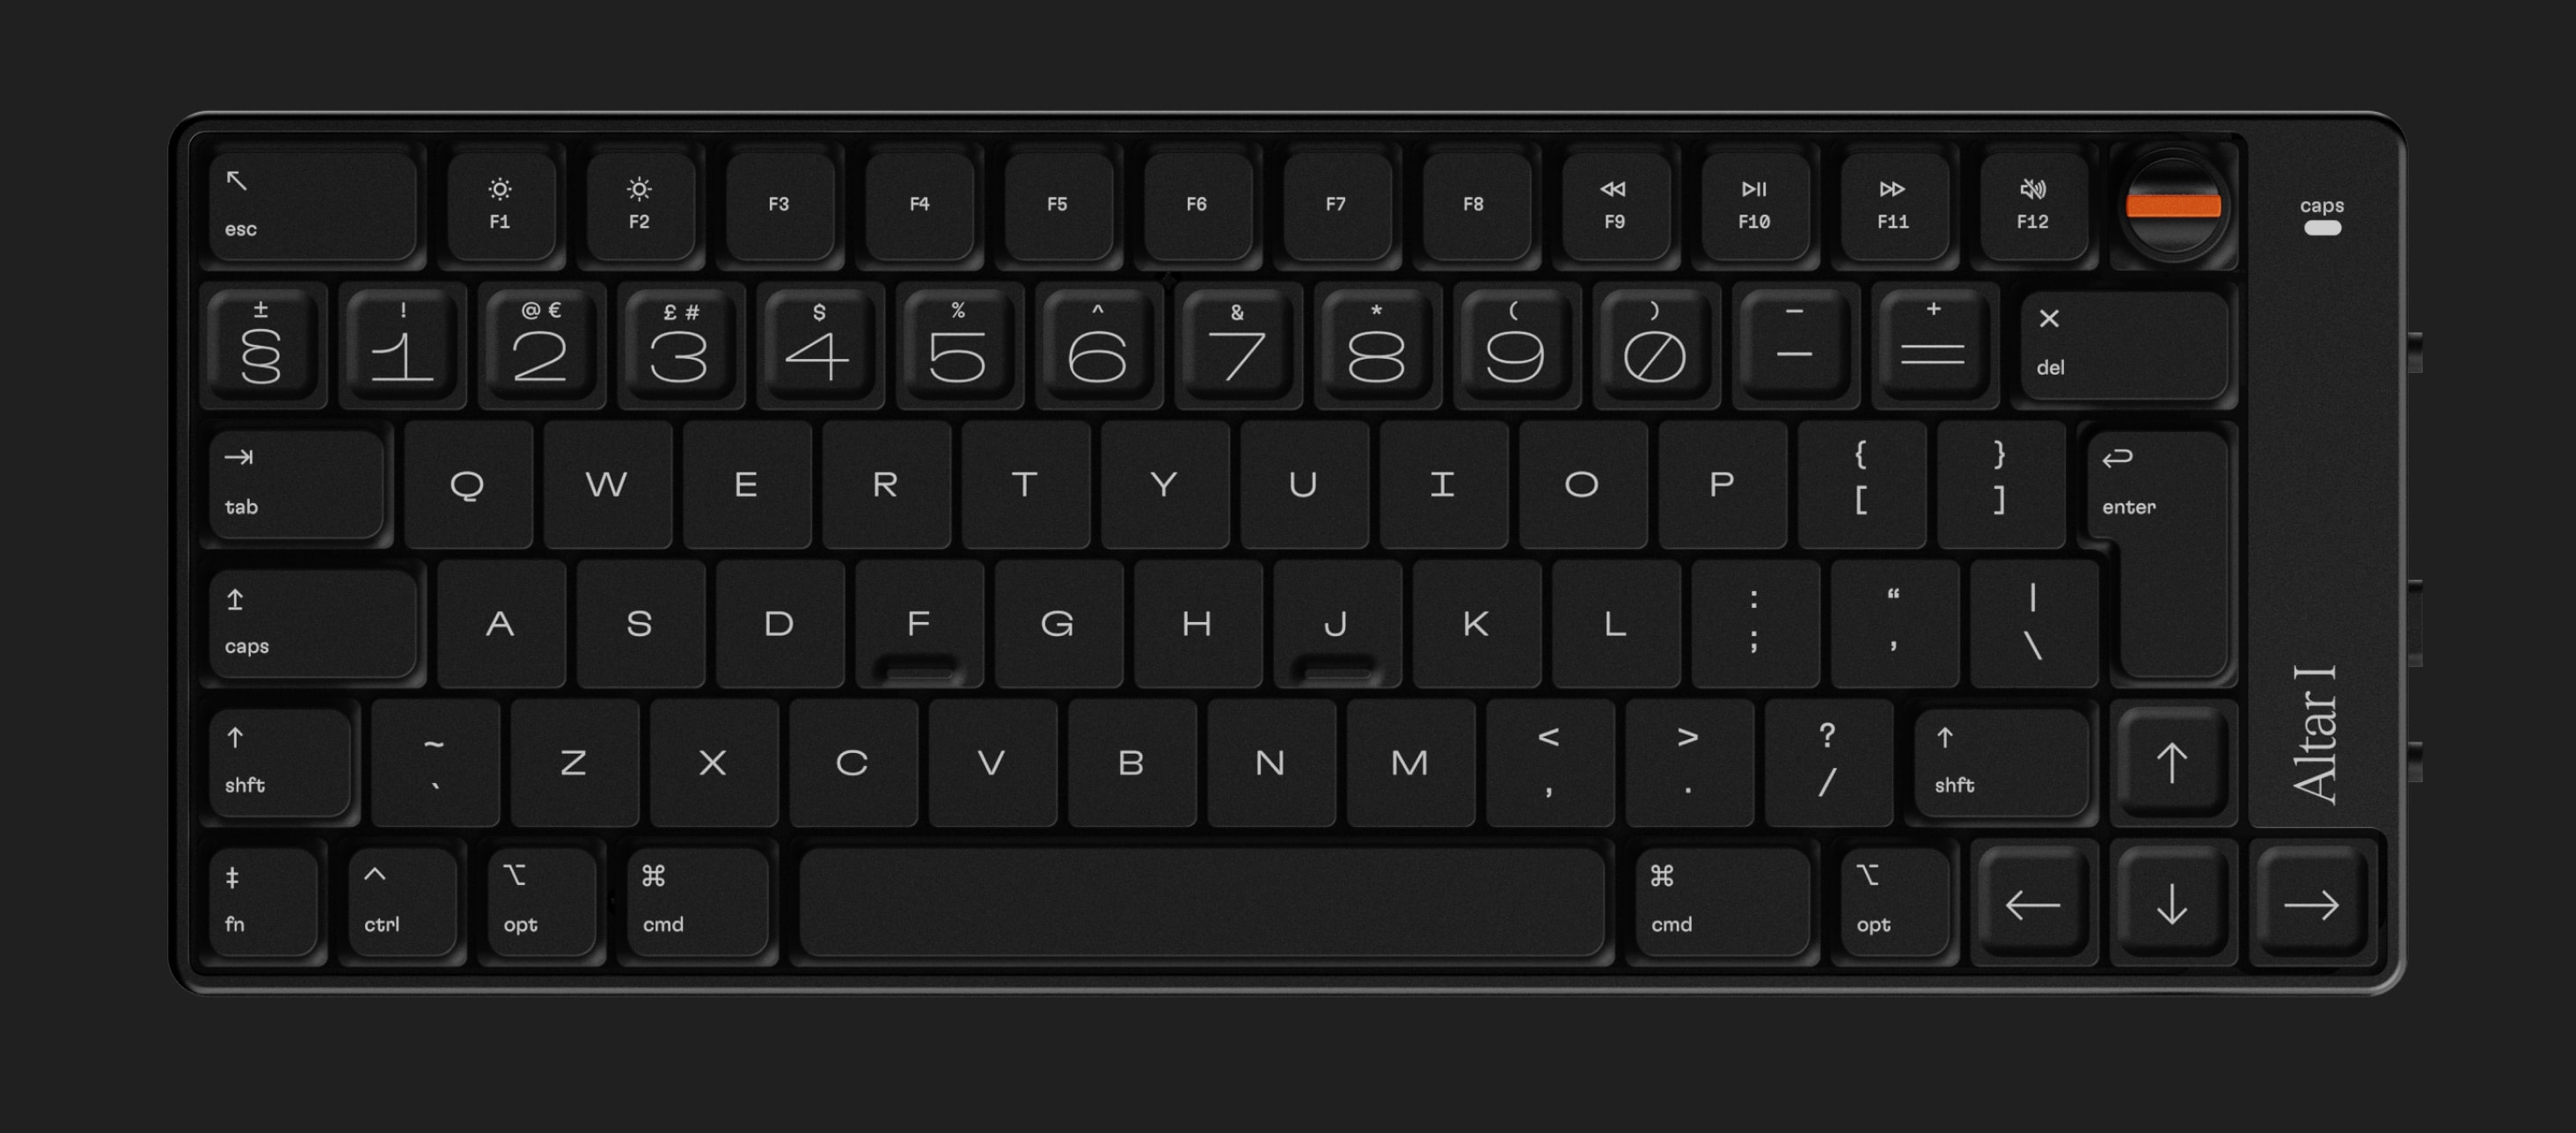 esc F1 F2 F3 F4 F5 F6 F7 F8 F9 F10 F11 F12 caps
± ! @ € £ # $ % ^ & * ( ) – +
§ 1 2 3 4 5 6 7 8 9 0 – = × del
tab Q W E R T Y U I O P { [ } ] enter
caps A S D F G H J K L : ; “ , | \
shft ~ ` Z X C V B N M < , > . ? / shft ↑
fn ctrl opt cmd cmd opt ← ↓ →
Altar I